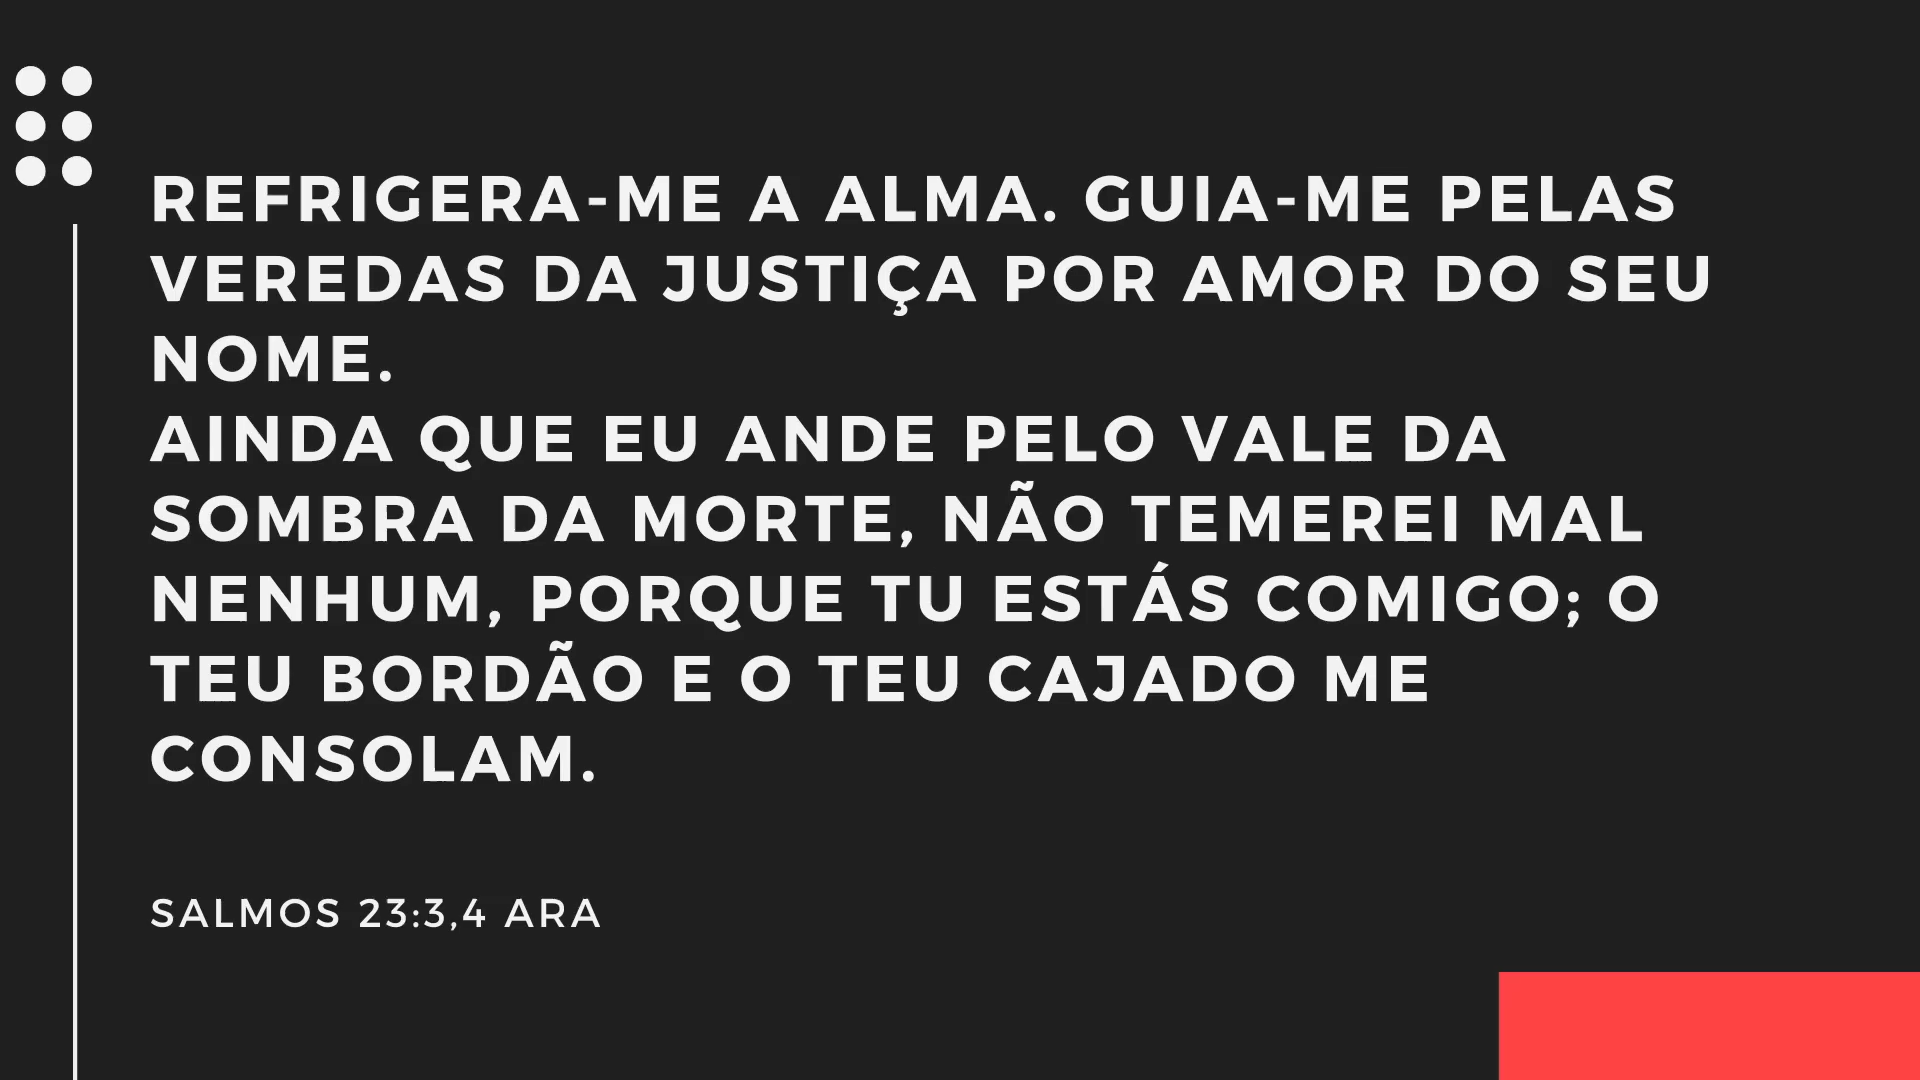 REFRIGERA-ME A ALMA. GUIA-ME PELAS
VEREDAS DA JUSTIÇA POR AMOR DO SEU
NOME.
AINDA QUE EU ANDE PELO VALE DA
SOMBRA DA MORTE, NÃO TEMEREI MAL
NENHUM, PORQUE TU ESTÁS COMIGO; O
TEU BORDÃO E O TEU CAJADO ME
CONSOLAM.
SALMOS 23:3,4 ARA